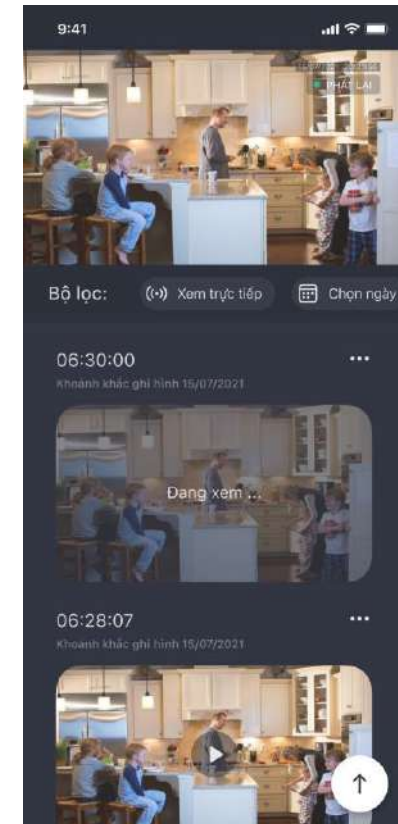 9:41
PHÁT LẠI
Bộ lọc:
Xem trực tiếp
Chọn ngày
06:30:00
Khoảnh khắc ghi hình 15/07/2021
Đang xem ...
06:28:07
Khoảnh khắc ghi hình 15/07/2021